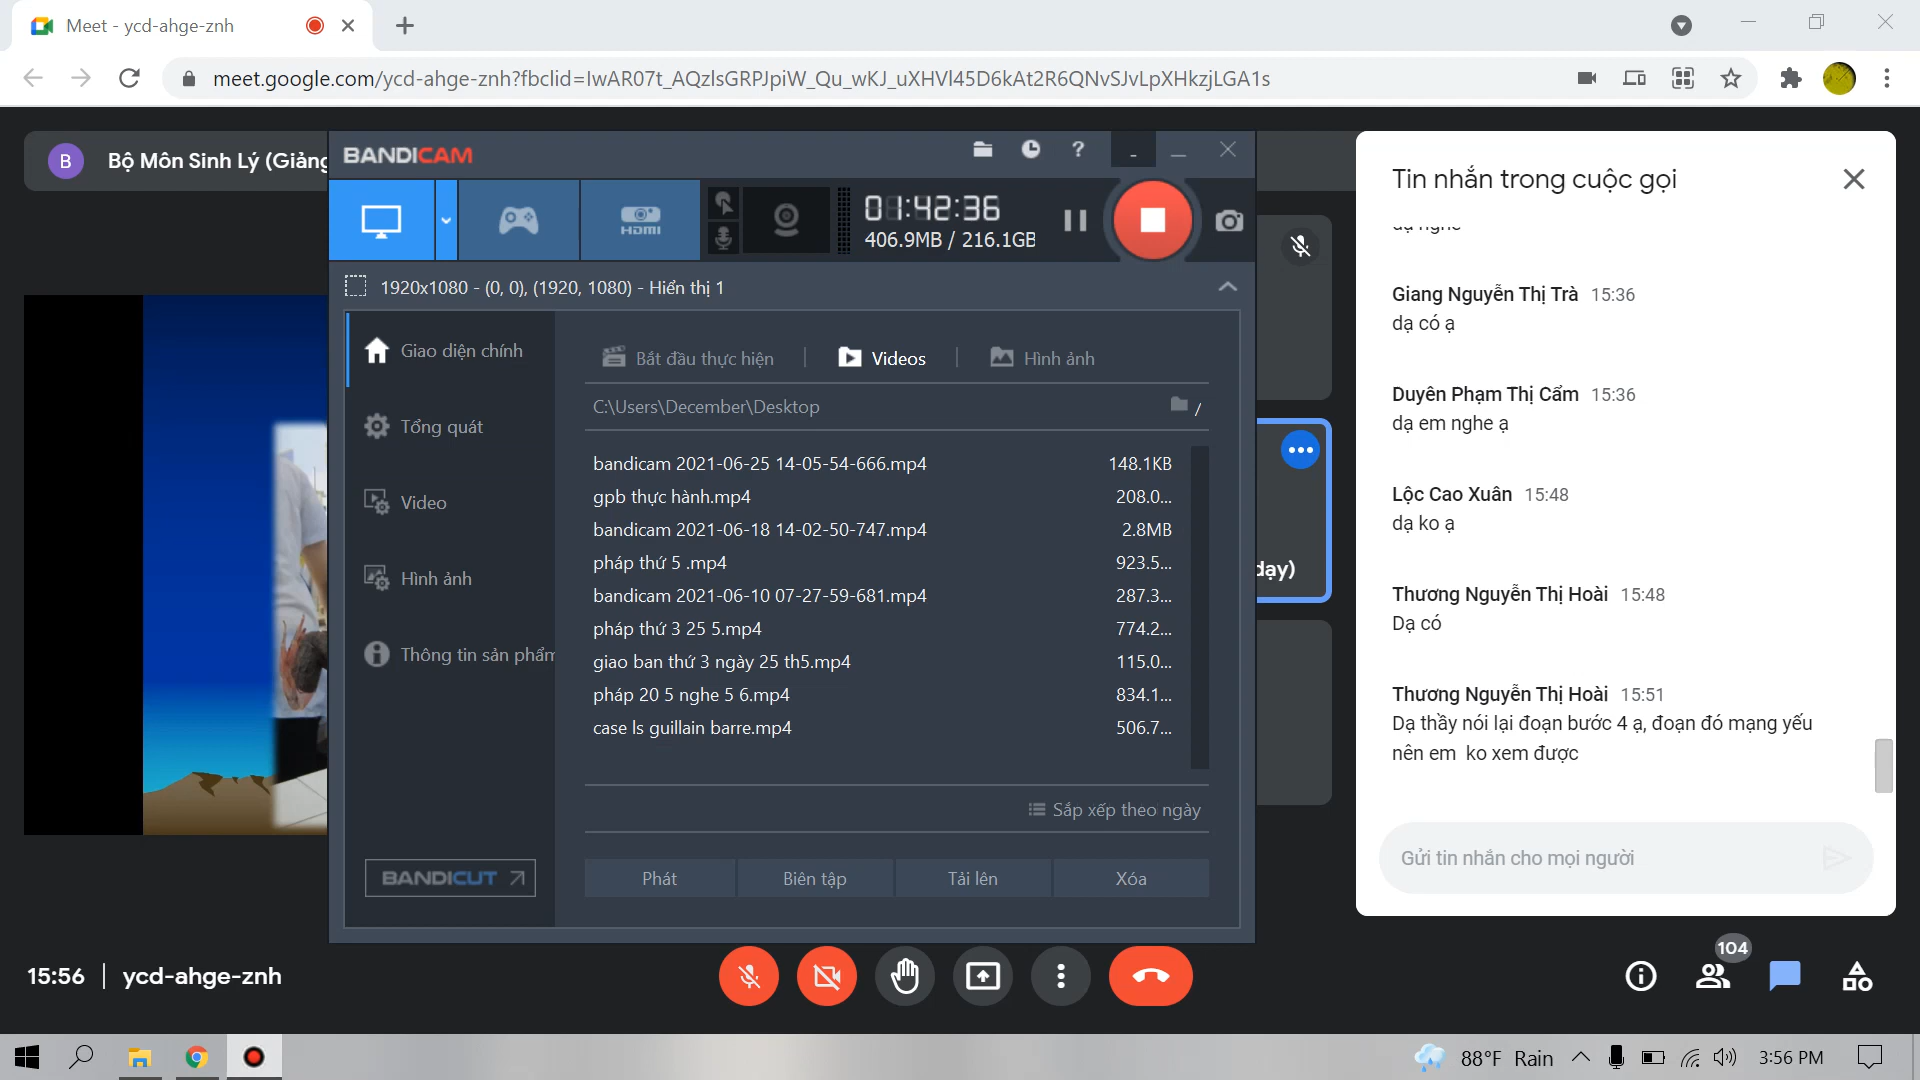 Meet - ycd-ahge-znh
meet.google.com/ycd-ahge-znh?fbclid=IwAR07t_AQzlsGRPJpiW_Qu_wKJ_uXHVl45D6kAt2R6QNvSJvLpXHkzjLGA1s
B
Bộ Môn Sinh Lý (Giảng
BANDICAM
HDMI
01:42:36
406.9MB / 216.1GB
1920x1080 - (0, 0), (1920, 1080) - Hiển thị 1
Giao diện chính
Tổng quát
Video
Hình ảnh
Thông tin sản phẩm
BANDICUT
Bắt đầu thực hiện
Videos
Hình ảnh
C:\Users\December\Desktop
/
bandicam 2021-06-25 14-05-54-666.mp4 148.1KB
gpb thực hành.mp4 208.0...
bandicam 2021-06-18 14-02-50-747.mp4 2.8MB
pháp thứ 5 .mp4 923.5...
bandicam 2021-06-10 07-27-59-681.mp4 287.3...
pháp thứ 3 25 5.mp4 774.2...
giao ban thứ 3 ngày 25 th5.mp4 115.0...
pháp 20 5 nghe 5 6.mp4 834.1...
case ls guillain barre.mp4 506.7...
Sắp xếp theo ngày
Phát
Biên tập
Tải lên
Xóa
dạy)
Tin nhắn trong cuộc gọi
Giang Nguyễn Thị Trà 15:36
dạ có ạ
Duyên Phạm Thị Cẩm 15:36
dạ em nghe ạ
Lộc Cao Xuân 15:48
dạ ko ạ
Thương Nguyễn Thị Hoài 15:48
Dạ có
Thương Nguyễn Thị Hoài 15:51
Dạ thầy nói lại đoạn bước 4 ạ, đoạn đó mạng yếu
nên em  ko xem được
Gửi tin nhắn cho mọi người
15:56 | ycd-ahge-znh
104
88°F Rain
3:56 PM